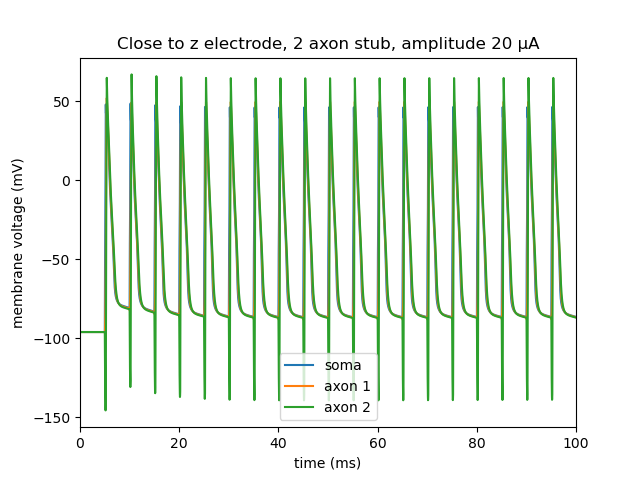 Close to z electrode, 2 axon stub, amplitude 20 μA
membrane voltage (mV)
50
0
−50
−100
−150
soma
axon 1
axon 2
0 20 40 60 80 100
time (ms)